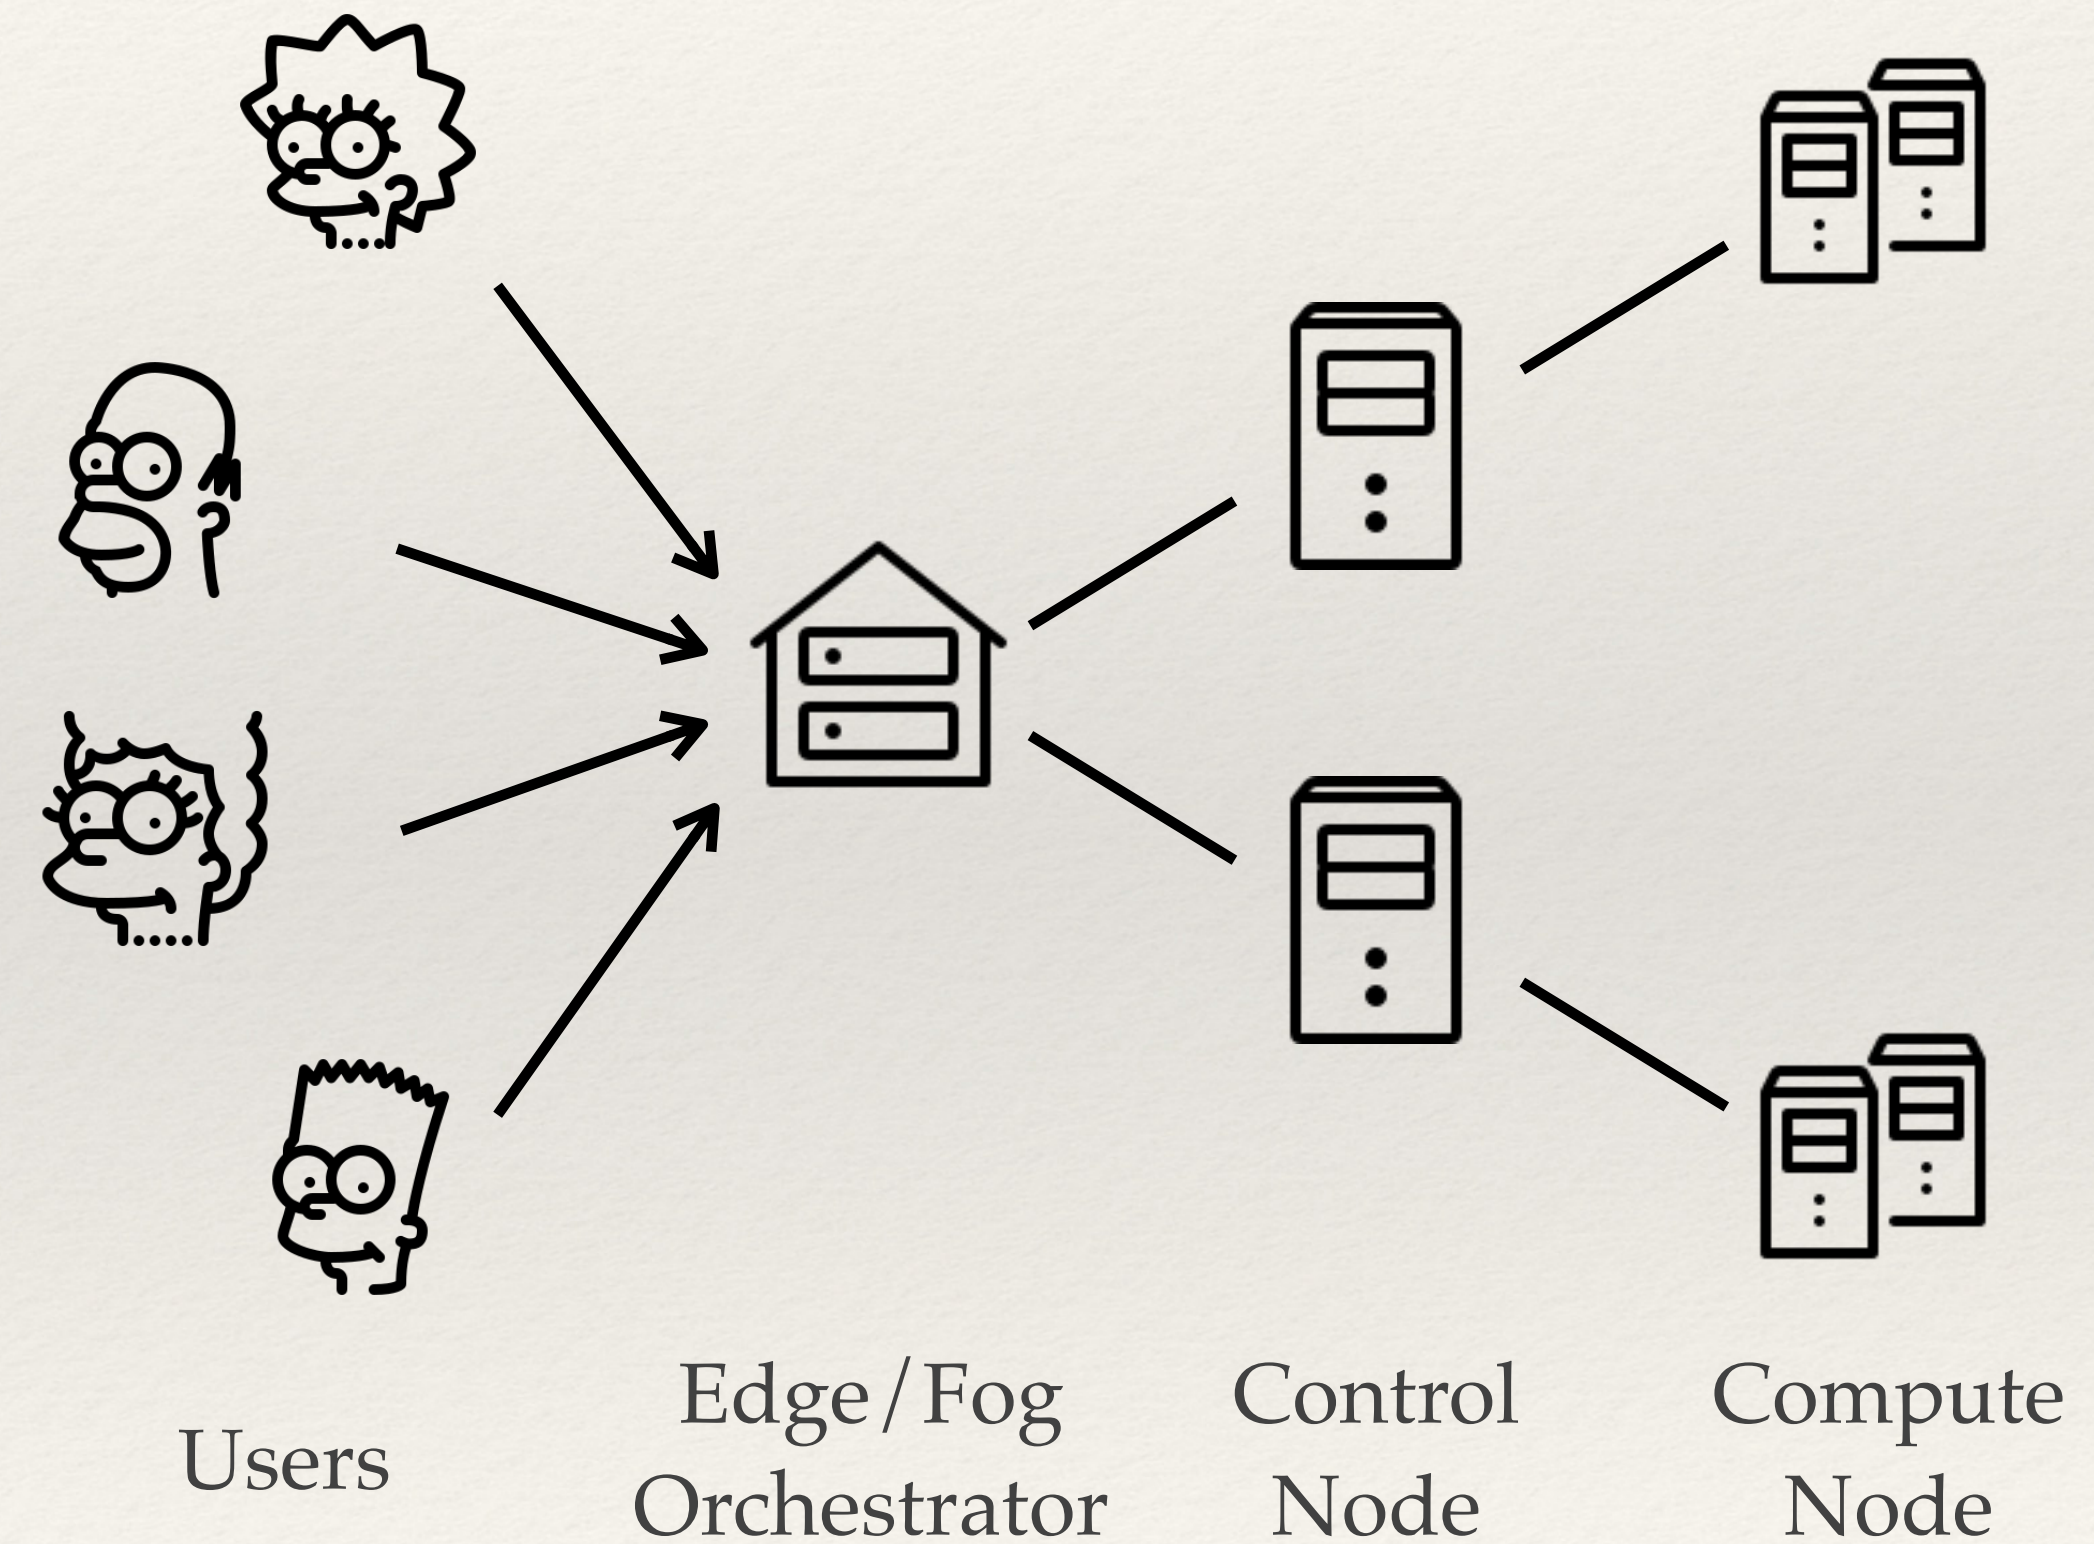 Users
Edge/Fog
Orchestrator
Control
Node
Compute
Node